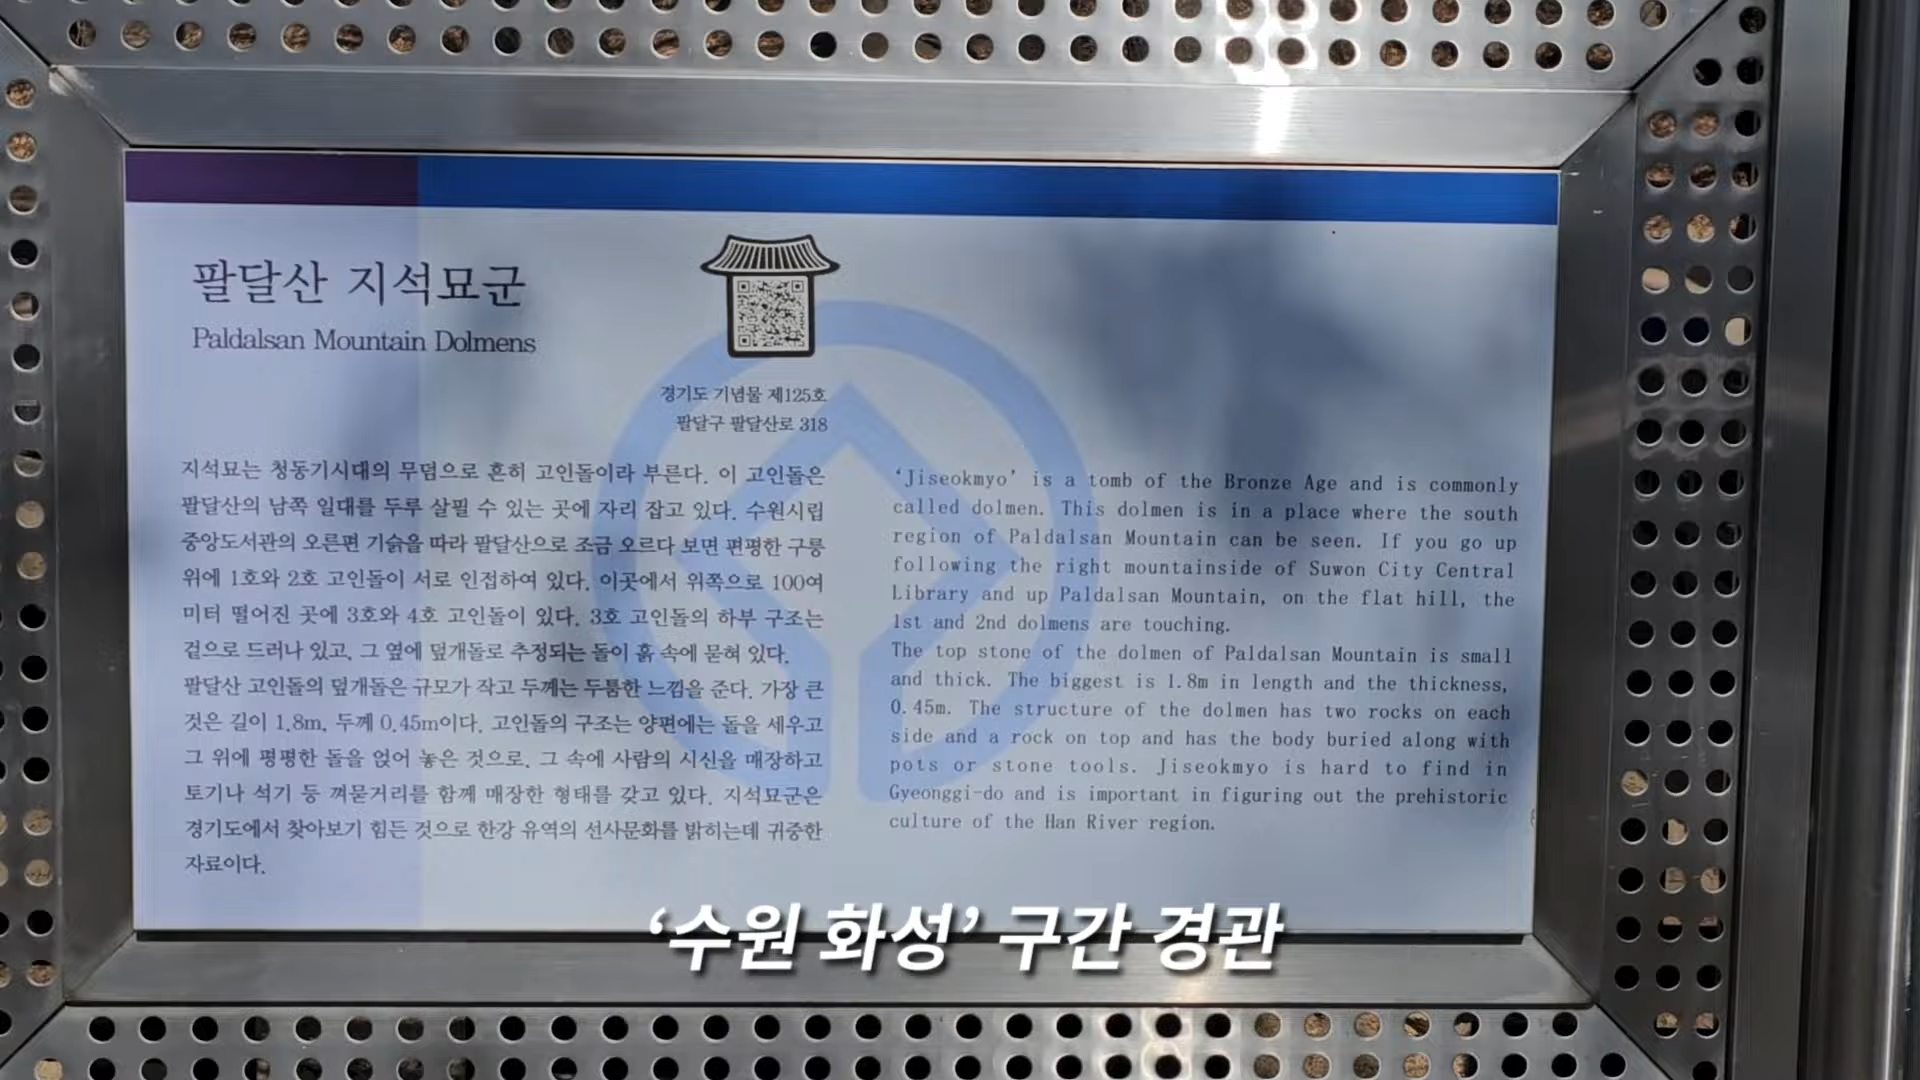 팔달산 지석묘군
Paldalsan Mountain Dolmens
경기도 기념물 제125호
팔달구 팔달산로 318
지석묘는 청동기시대의 무덤으로 흔히 고인돌이라 부른다. 이 고인돌은
팔달산의 남쪽 일대를 두루 살필 수 있는 곳에 자리 잡고 있다. 수원시립
중앙도서관의 오른편 기슭을 따라 팔달산으로 조금 오르다 보면 편평한 구릉
위에 1호와 2호 고인돌이 서로 인접하여 있다. 이곳에서 위쪽으로 100여
미터 떨어진 곳에 3호와 4호 고인돌이 있다. 3호 고인돌의 하부 구조는
겉으로 드러나 있고, 그 옆에 덮개돌로 추정되는 돌이 흙 속에 묻혀 있다.
팔달산 고인돌의 덮개돌은 규모가 작고 두께는 두툼한 느낌을 준다. 가장 큰
것은 길이 1.8m, 두께 0.45m이다. 고인돌의 구조는 양편에는 돌을 세우고
그 위에 평평한 돌을 얹어 놓은 것으로, 그 속에 사람의 시신을 매장하고
토기나 석기 등 껴묻거리를 함께 매장한 형태를 갖고 있다. 지석묘군은
경기도에서 찾아보기 힘든 것으로 한강 유역의 선사문화를 밝히는데 귀중한
자료이다.
‘Jiseokmyo’ is a tomb of the Bronze Age and is commonly
called dolmen. This dolmen is in a place where the south
region of Paldalsan Mountain can be seen. If you go up
following the right mountainside of Suwon City Central
Library and up Paldalsan Mountain, on the flat hill, the
1st and 2nd dolmens are touching.
The top stone of the dolmen of Paldalsan Mountain is small
and thick. The biggest is 1.8m in length and the thickness,
0.45m. The structure of the dolmen has two rocks on each
side and a rock on top and has the body buried along with
pots or stone tools. Jiseokmyo is hard to find in
Gyeonggi-do and is important in figuring out the prehistoric
culture of the Han River region.
‘수원 화성’ 구간 경관